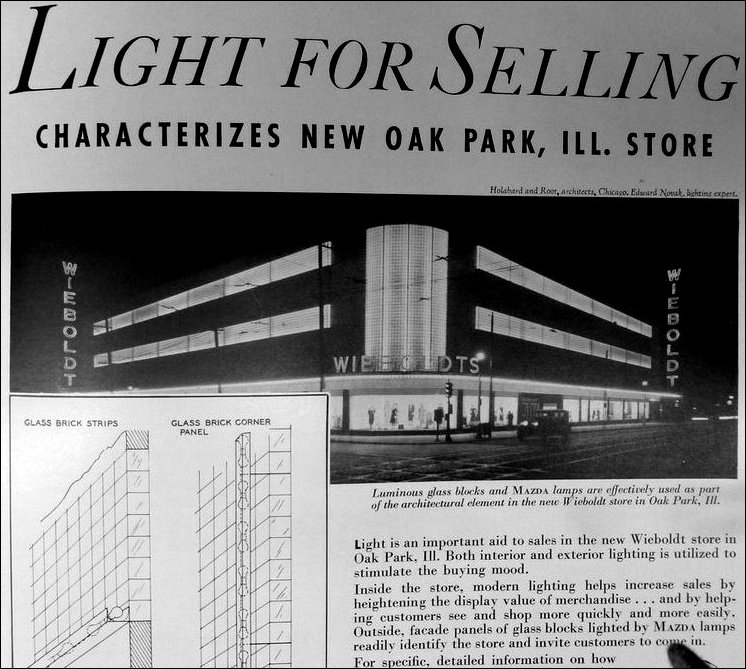 LIGHT FOR SELLING
CHARACTERIZES NEW OAK PARK, ILL. STORE
Holabard and Root, architects, Chicago. Edward Novak, lighting expert.
WIEBOLDT
WIEBOLDT
WIEBOLDTS
GLASS BRICK STRIPS
GLASS BRICK CORNER
PANEL
Luminous glass blocks and MAZDA lamps are effectively used as part
of the architectural element in the new Wieboldt store in Oak Park, Ill.
Light is an important aid to sales in the new Wieboldt store in
Oak Park, Ill. Both interior and exterior lighting is utilized to
stimulate the buying mood.
Inside the store, modern lighting helps increase sales by
heightening the display value of merchandise . . . and by help-
ing customers see and shop more quickly and more easily.
Outside, facade panels of glass blocks lighted by MAZDA lamps
readily identify the store and invite customers to come in.
For specific, detailed information on how